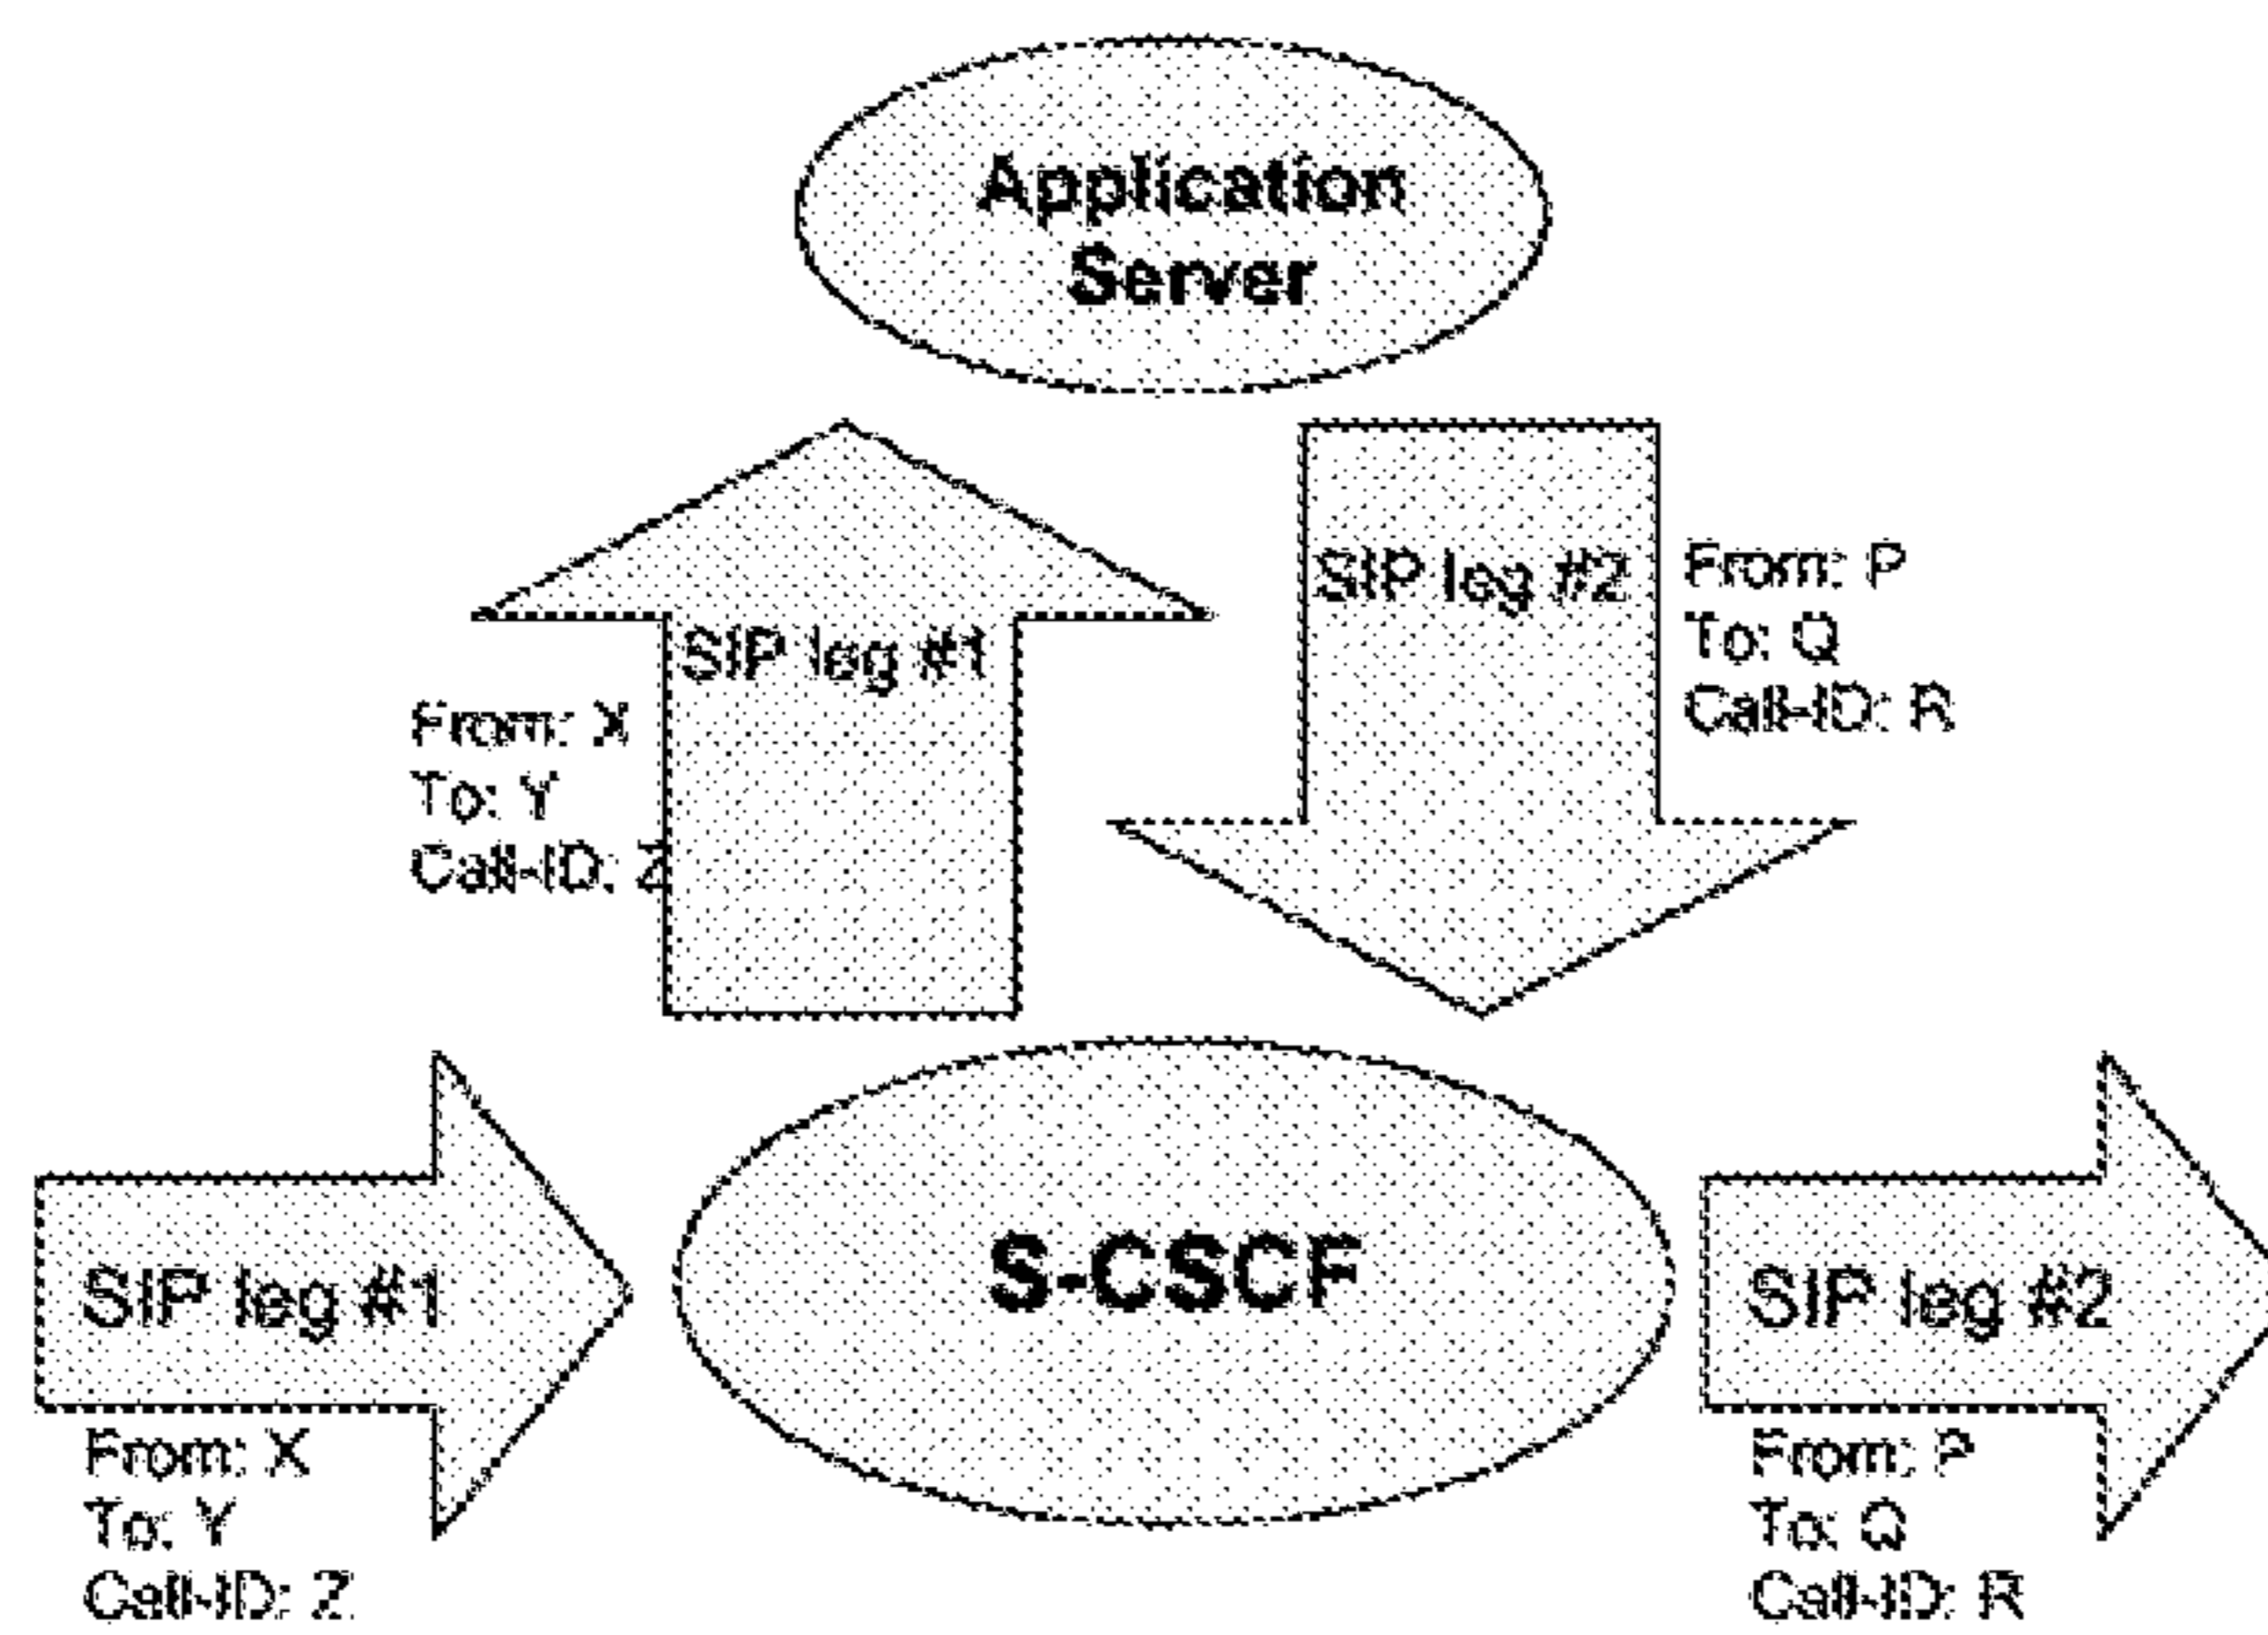 Application
Server
SIP leg #1
From: X
To: Y
Call-ID: Z
SIP leg #2
From: P
To: Q
Call-ID: R
SIP leg #1
From: X
To: Y
Call-ID: Z
S-CSCF
SIP leg #2
From: P
To: Q
Call-ID: R